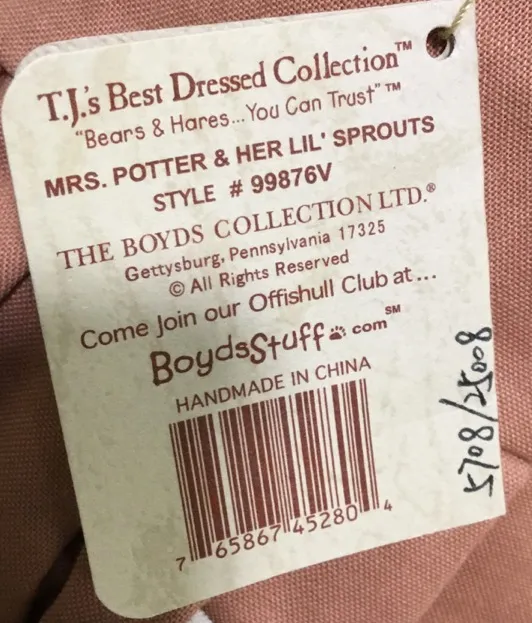 T.J.'s Best Dressed Collection™
"Bears & Hares...You Can Trust"™
MRS. POTTER & HER LIL' SPROUTS
STYLE # 99876V
THE BOYDS COLLECTION LTD.®
Gettysburg, Pennsylvania 17325
© All Rights Reserved
Come Join our Offishull Club at...
BoydsStuff.comSM
HANDMADE IN CHINA
7 65867 45280 4
5708/25008